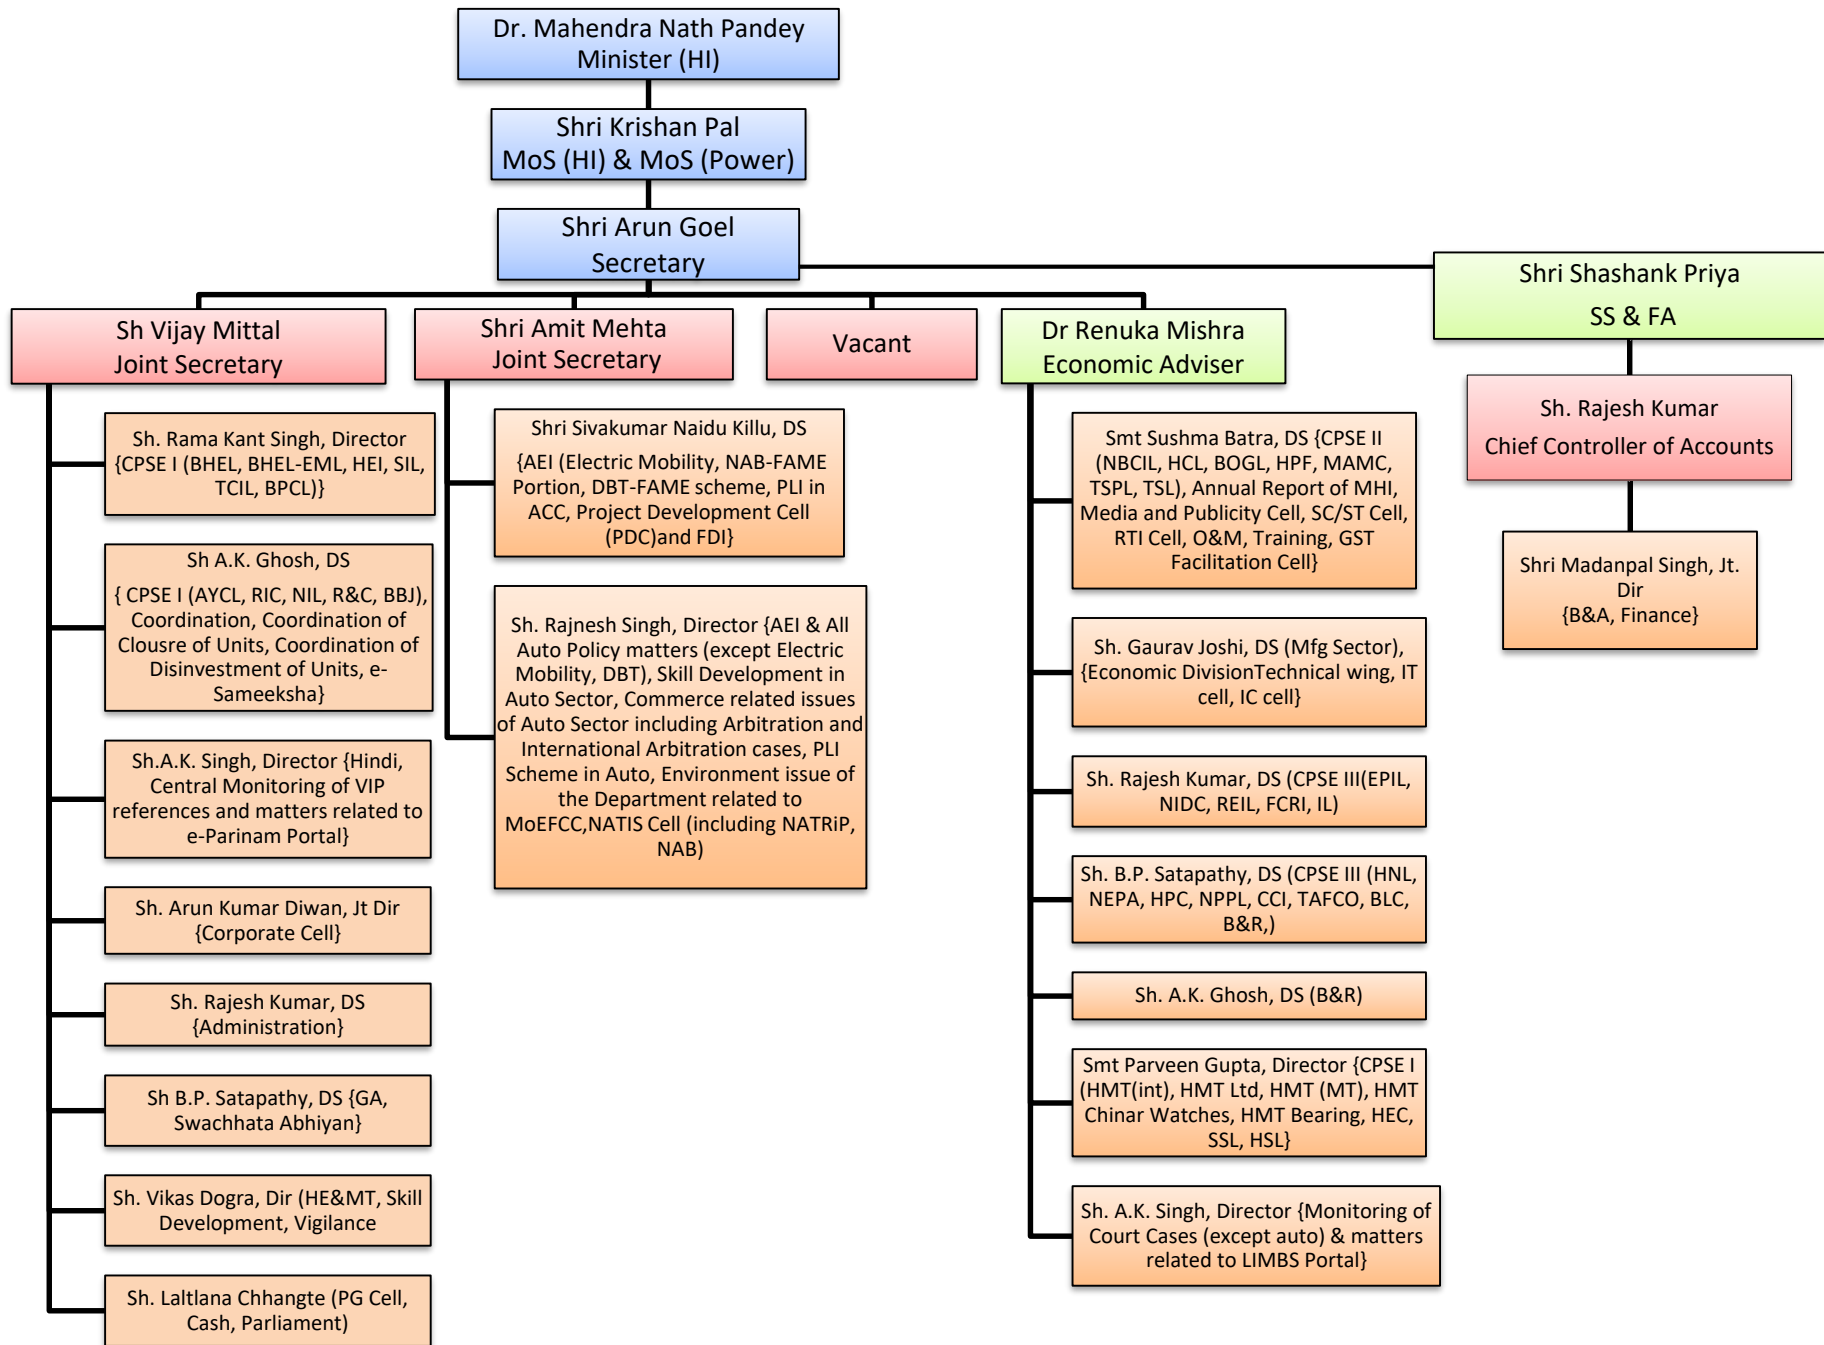 Dr. Mahendra Nath Pandey
Minister (HI)
Shri Krishan Pal
MoS (HI) & MoS (Power)
Shri Arun Goel
Secretary
Shri Shashank Priya
SS & FA
Sh Vijay Mittal
Joint Secretary
Shri Amit Mehta
Joint Secretary
Vacant
Dr Renuka Mishra
Economic Adviser
Sh. Rajesh Kumar
Chief Controller of Accounts
Shri Madanpal Singh, Jt.
Dir
{B&A, Finance}
Sh. Rama Kant Singh, Director
{CPSE I (BHEL, BHEL-EML, HEI, SIL,
TCIL, BPCL)}
Sh A.K. Ghosh, DS
{ CPSE I (AYCL, RIC, NIL, R&C, BBJ),
Coordination, Coordination of
Clousre of Units, Coordination of
Disinvestment of Units, e-
Sameeksha}
Sh.A.K. Singh, Director {Hindi,
Central Monitoring of VIP
references and matters related to
e-Parinam Portal}
Sh. Arun Kumar Diwan, Jt Dir
{Corporate Cell}
Sh. Rajesh Kumar, DS
{Administration}
Sh B.P. Satapathy, DS {GA,
Swachhata Abhiyan}
Sh. Vikas Dogra, Dir (HE&MT, Skill
Development, Vigilance
Sh. Laltlana Chhangte (PG Cell,
Cash, Parliament)
Shri Sivakumar Naidu Killu, DS
{AEI (Electric Mobility, NAB-FAME
Portion, DBT-FAME scheme, PLI in
ACC, Project Development Cell
(PDC)and FDI}
Sh. Rajnesh Singh, Director {AEI & All
Auto Policy matters (except Electric
Mobility, DBT), Skill Development in
Auto Sector, Commerce related issues
of Auto Sector including Arbitration and
International Arbitration cases, PLI
Scheme in Auto, Environment issue of
the Department related to
MoEFCC,NATIS Cell (including NATRiP,
NAB)
Smt Sushma Batra, DS {CPSE II
(NBCIL, HCL, BOGL, HPF, MAMC,
TSPL, TSL), Annual Report of MHI,
Media and Publicity Cell, SC/ST Cell,
RTI Cell, O&M, Training, GST
Facilitation Cell}
Sh. Gaurav Joshi, DS (Mfg Sector),
{Economic DivisionTechnical wing, IT
cell, IC cell}
Sh. Rajesh Kumar, DS (CPSE III(EPIL,
NIDC, REIL, FCRI, IL)
Sh. B.P. Satapathy, DS (CPSE III (HNL,
NEPA, HPC, NPPL, CCI, TAFCO, BLC,
B&R,)
Sh. A.K. Ghosh, DS (B&R)
Smt Parveen Gupta, Director {CPSE I
(HMT(int), HMT Ltd, HMT (MT), HMT
Chinar Watches, HMT Bearing, HEC,
SSL, HSL}
Sh. A.K. Singh, Director {Monitoring of
Court Cases (except auto) & matters
related to LIMBS Portal}